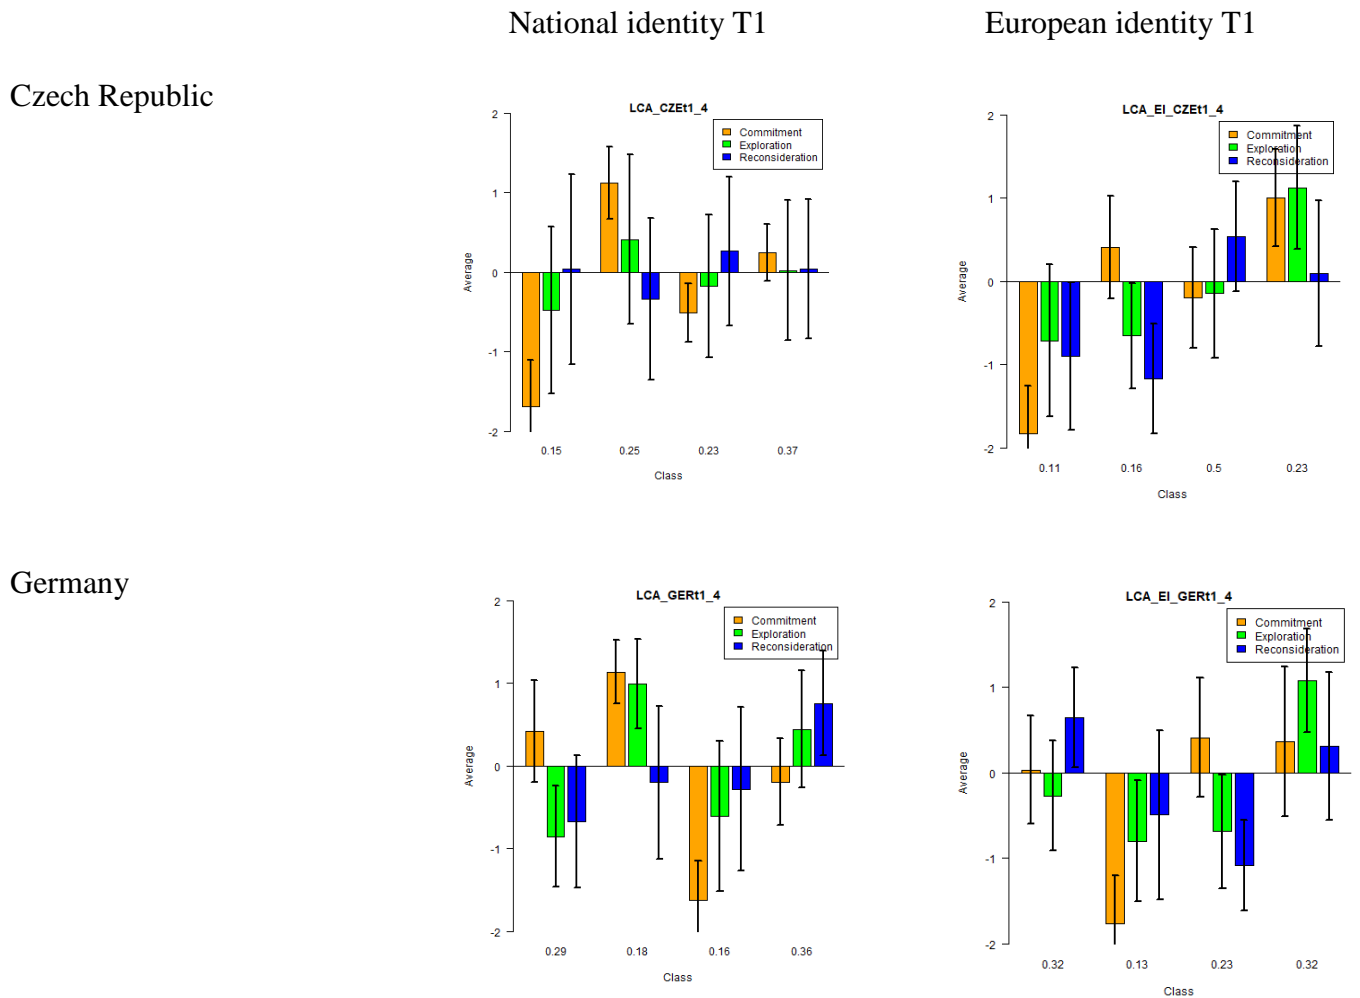 National identity T1
European identity T1
Czech Republic
LCA_CZEt1_4
Commitment
Exploration
Reconsideration
2
1
0
-1
-2
Average
0.15 0.25 0.23 0.37
Class
LCA_EI_CZEt1_4
Commitment
Exploration
Reconsideration
2
1
0
-1
-2
Average
0.11 0.16 0.5 0.23
Class
Germany
LCA_GERt1_4
Commitment
Exploration
Reconsideration
2
1
0
-1
-2
Average
0.29 0.18 0.16 0.36
Class
LCA_EI_GERt1_4
Commitment
Exploration
Reconsideration
2
1
0
-1
-2
Average
0.32 0.13 0.23 0.32
Class